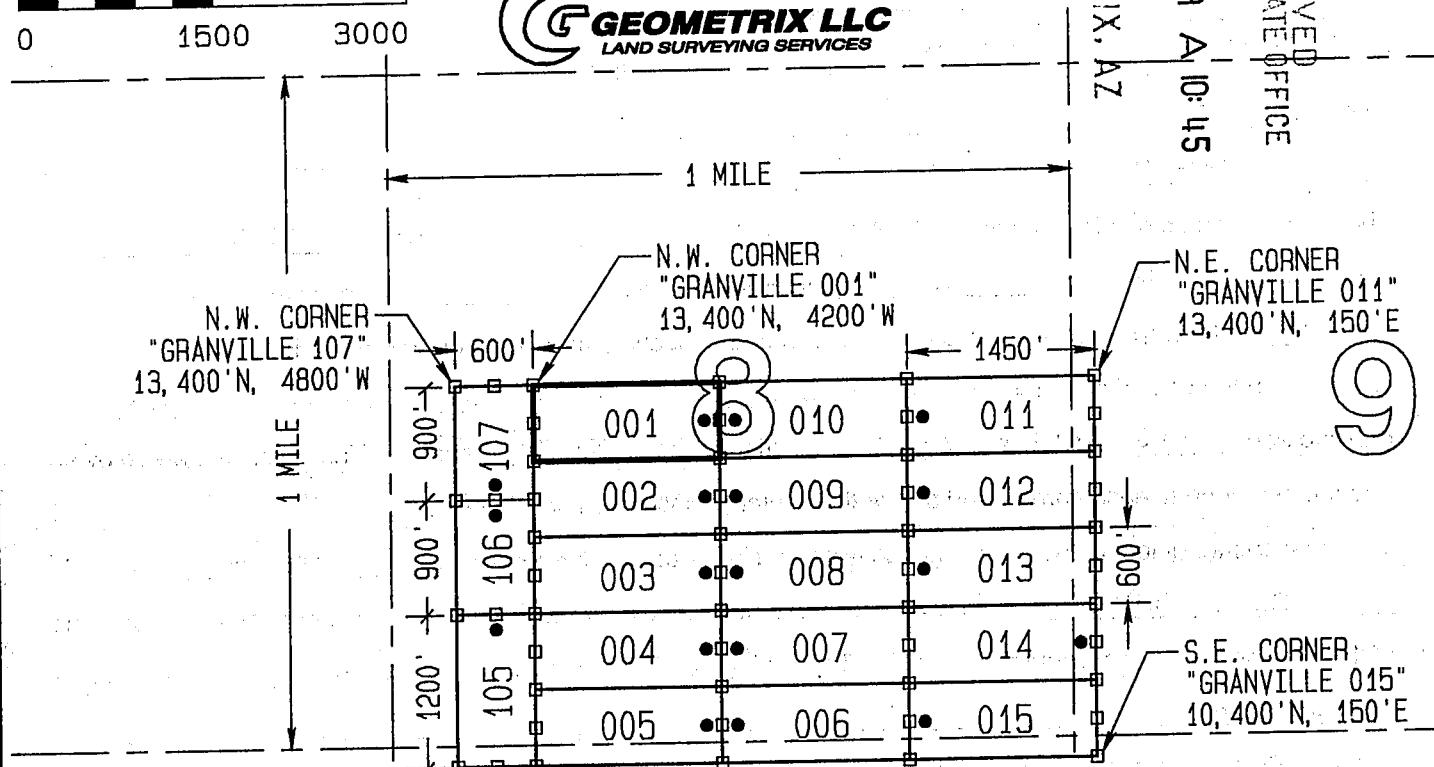 0 1500 3000
GEOMETRIX LLC
LAND SURVEYING SERVICES
VED
ATE OFFICE
A 10:45
IX, AZ
1 MILE
1 MILE
N.W. CORNER
"GRANVILLE 001"
13,400'N, 4200'W
N.E. CORNER
"GRANVILLE 011"
13,400'N, 150'E
N.W. CORNER
"GRANVILLE 107"
13,400'N, 4800'W
600'
1450'
8
9
900'
107
001
010
011
002
009
012
900'
106
003
008
013
600'
004
007
014
1200'
105
005
006
015
S.E. CORNER
"GRANVILLE 015"
10,400'N, 150'E